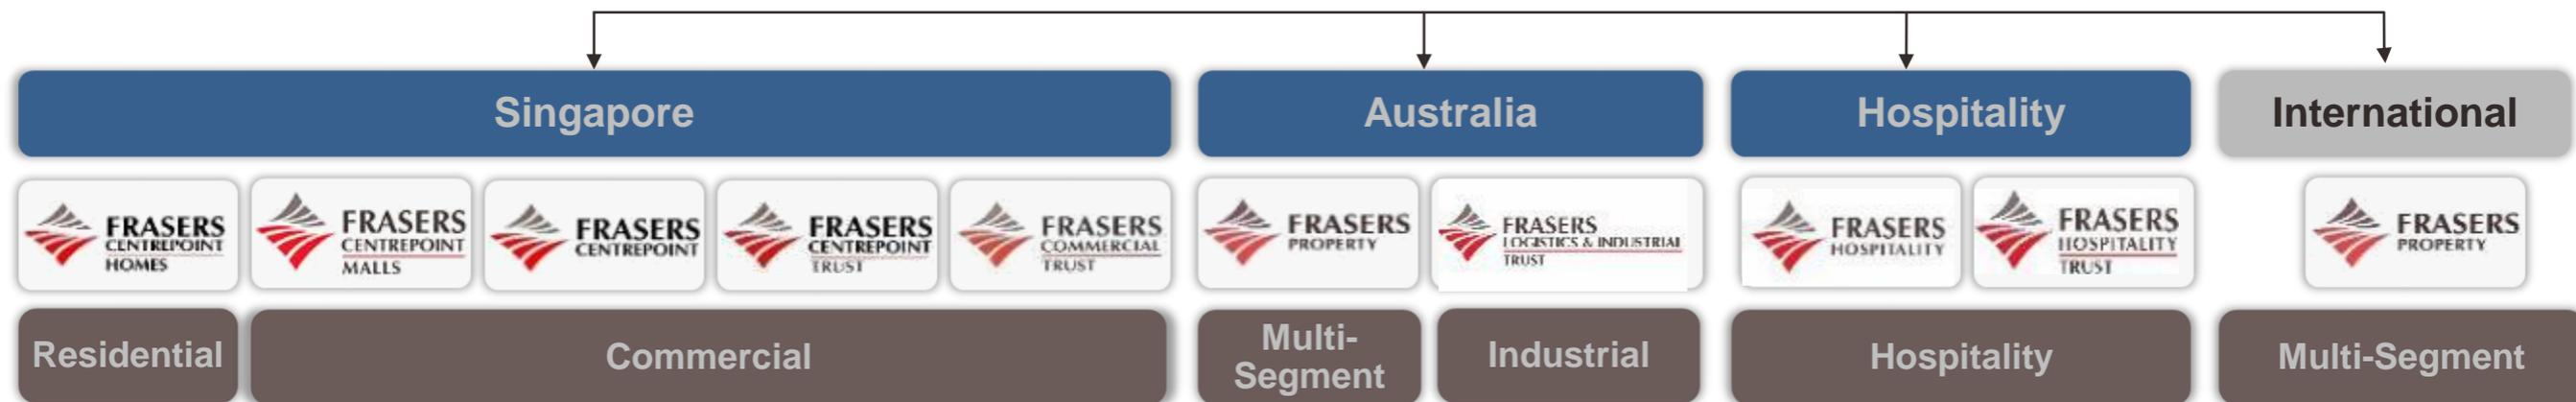 Singapore
Australia
Hospitality
International
FRASERS
CENTREPOINT
HOMES
FRASERS
CENTREPOINT
MALLS
FRASERS
CENTREPOINT
FRASERS
CENTREPOINT
TRUST
FRASERS
COMMERCIAL
TRUST
FRASERS
PROPERTY
FRASERS
LOGISTICS & INDUSTRIAL
TRUST
FRASERS
HOSPITALITY
FRASERS
HOSPITALITY
TRUST
FRASERS
PROPERTY
Residential
Commercial
Multi-
Segment
Industrial
Hospitality
Multi-Segment